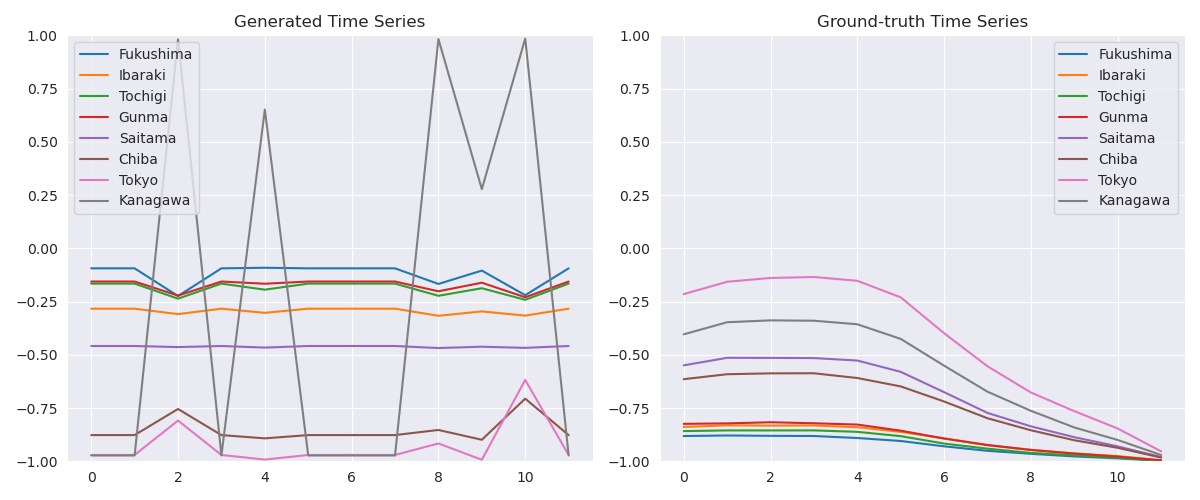 Generated Time Series
1.00
0.75
0.50
0.25
0.00
−0.25
−0.50
−0.75
−1.00
0
2
4
6
8
10
Fukushima
Ibaraki
Tochigi
Gunma
Saitama
Chiba
Tokyo
Kanagawa
Ground-truth Time Series
1.00
0.75
0.50
0.25
0.00
−0.25
−0.50
−0.75
−1.00
0
2
4
6
8
10
Fukushima
Ibaraki
Tochigi
Gunma
Saitama
Chiba
Tokyo
Kanagawa